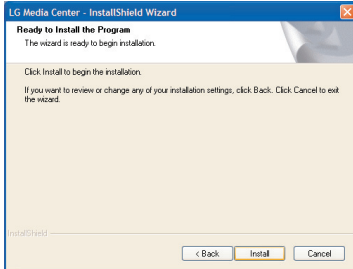 LG Media Center - InstallShield Wizard
Ready to Install the Program
The wizard is ready to begin installation.
Click Install to begin the installation.
If you want to review or change any of your installation settings, click Back. Click Cancel to exit
the wizard.
InstallShield
< Back Install Cancel